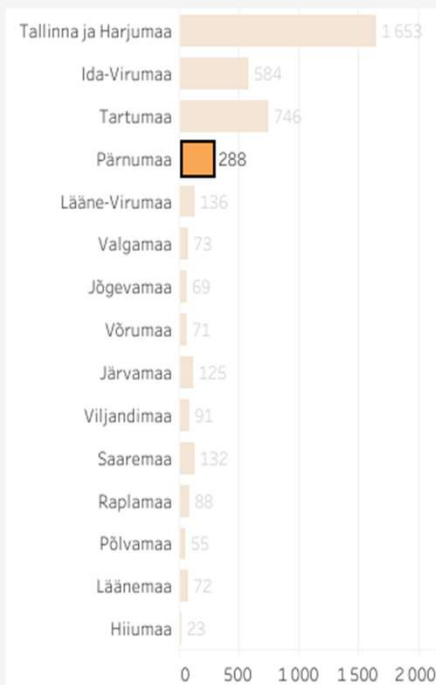 Tallinna ja Harjumaa 1 653
Ida-Virumaa 584
Tartumaa 746
Pärnumaa 288
Lääne-Virumaa 136
Valgamaa 73
Jõgevamaa 69
Võrumaa 71
Järvamaa 125
Viljandimaa 91
Saaremaa 132
Raplamaa 88
Põlvamaa 55
Läänemaa 72
Hiiumaa 23
0 500 1 000 1 500 2 000